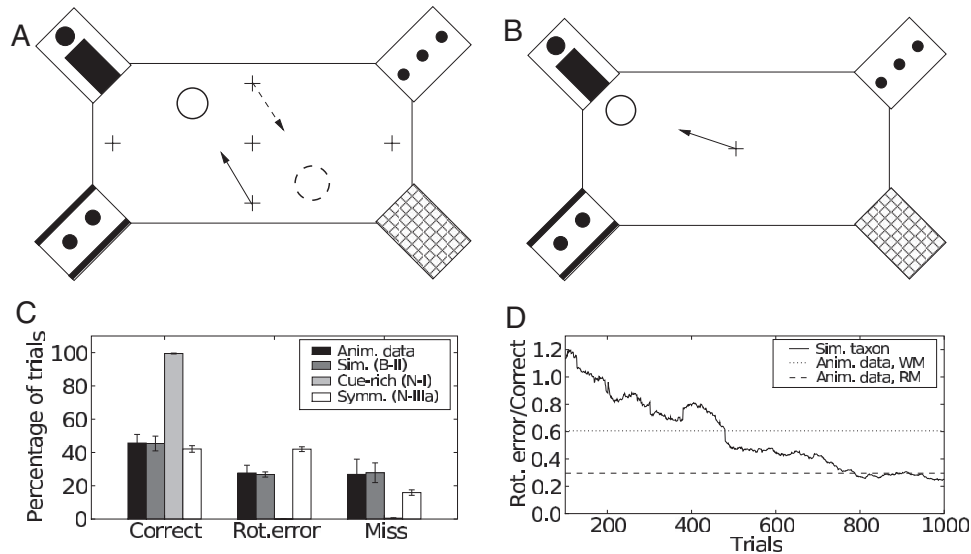 A
B
C
Percentage of trials
100
80
60
40
20
0
Anim. data
Sim. (B-II)
Cue-rich (N-I)
Symm. (N-IIIa)
Correct
Rot.error
Miss
D
Rot. error/Correct
1.2
1.0
0.8
0.6
0.4
0.2
0.0
Sim. taxon
Anim. data, WM
Anim. data, RM
200
400
600
800
1000
Trials